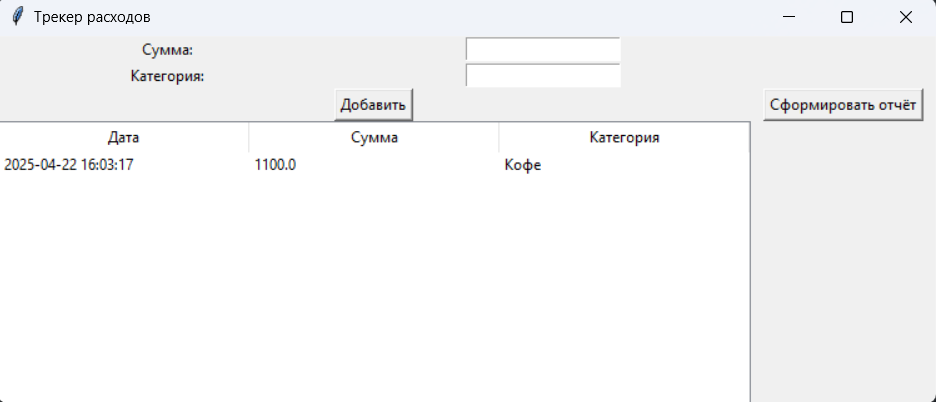 Трекер расходов
Сумма:
Категория:
Добавить
Сформировать отчёт
Дата Сумма Категория
2025-04-22 16:03:17 1100.0 Кофе